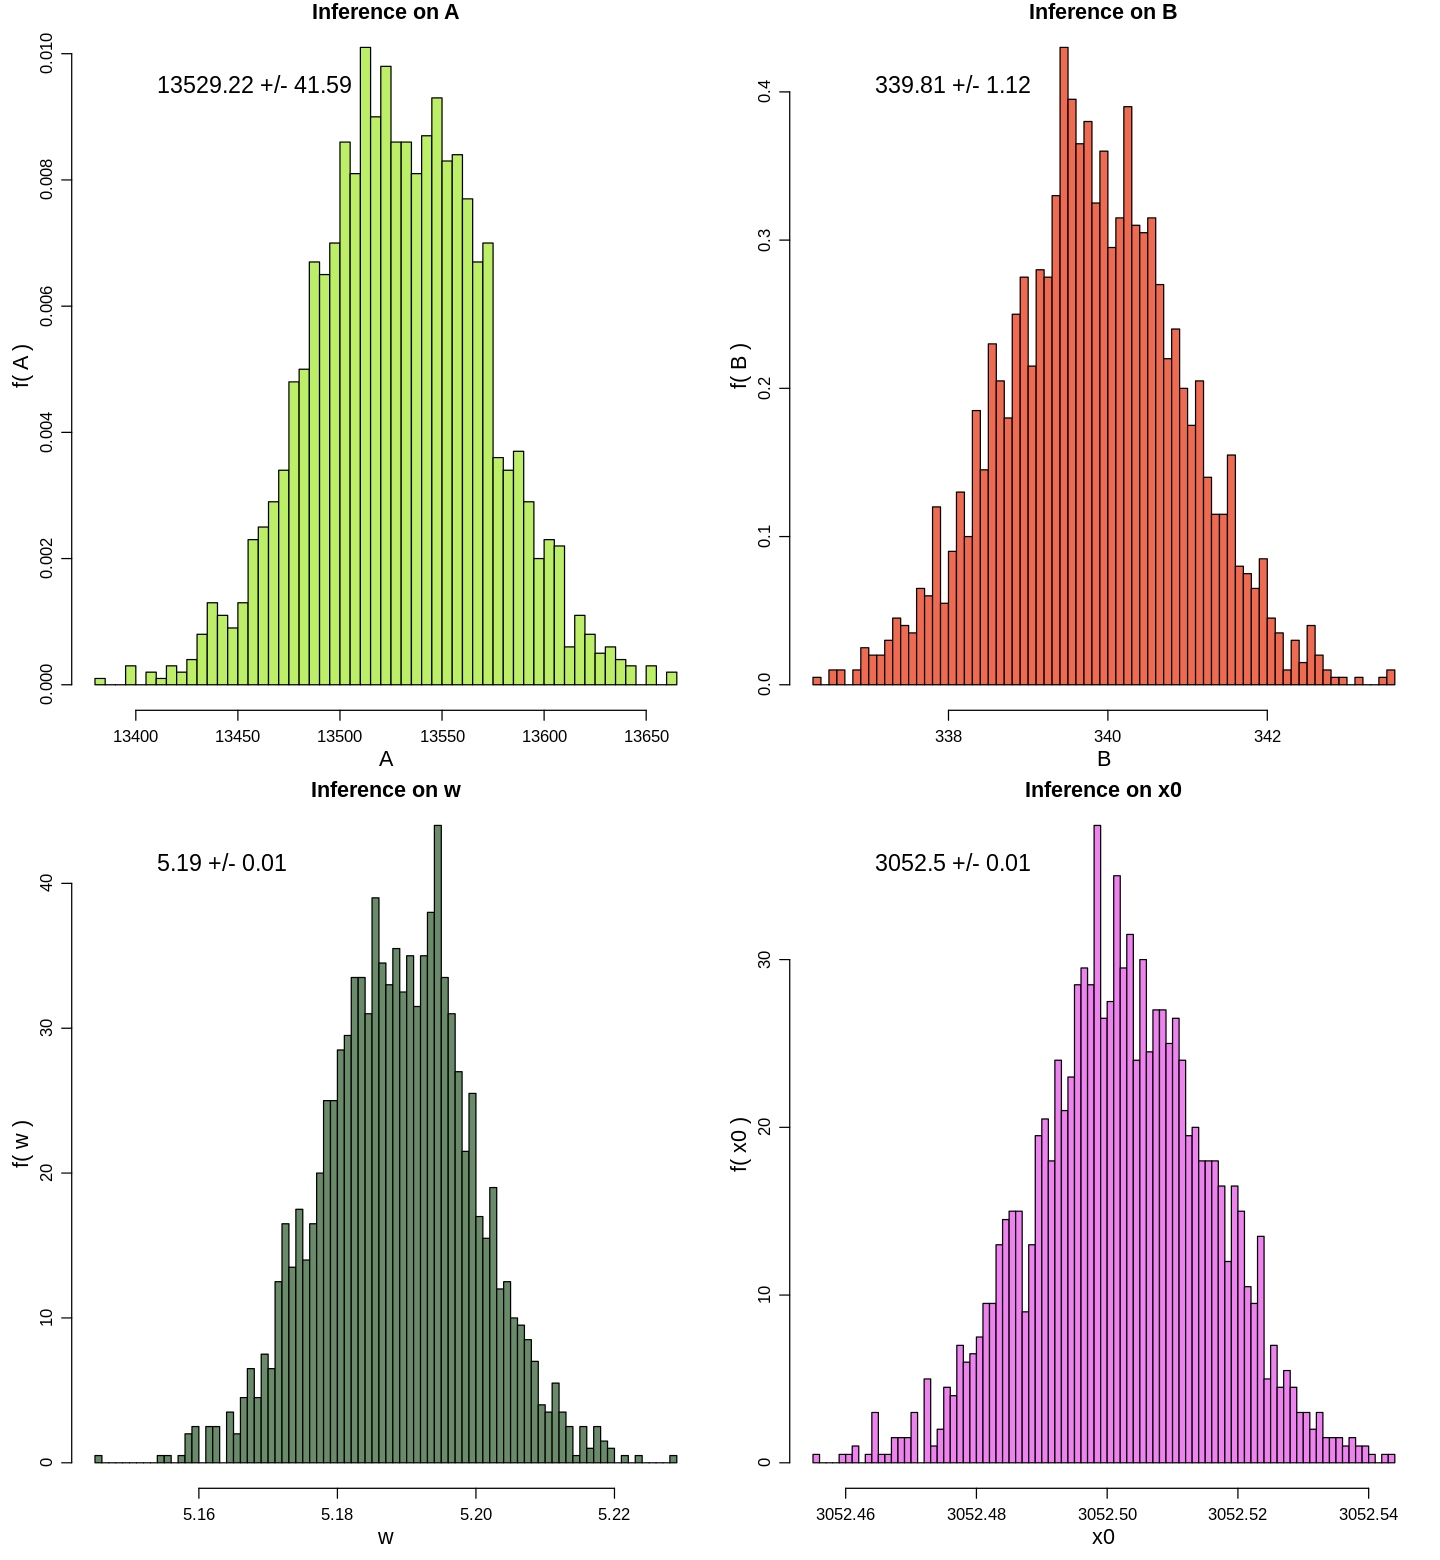 Inference on A
13529.22 +/- 41.59
f( A )
0.000 0.002 0.004 0.006 0.008 0.010
13400 13450 13500 13550 13600 13650
A
Inference on B
339.81 +/- 1.12
f( B )
0.0 0.1 0.2 0.3 0.4
338 340 342
B
Inference on w
5.19 +/- 0.01
f( w )
0 10 20 30 40
5.16 5.18 5.20 5.22
w
Inference on x0
3052.5 +/- 0.01
f( x0 )
0 10 20 30
3052.46 3052.48 3052.50 3052.52 3052.54
x0